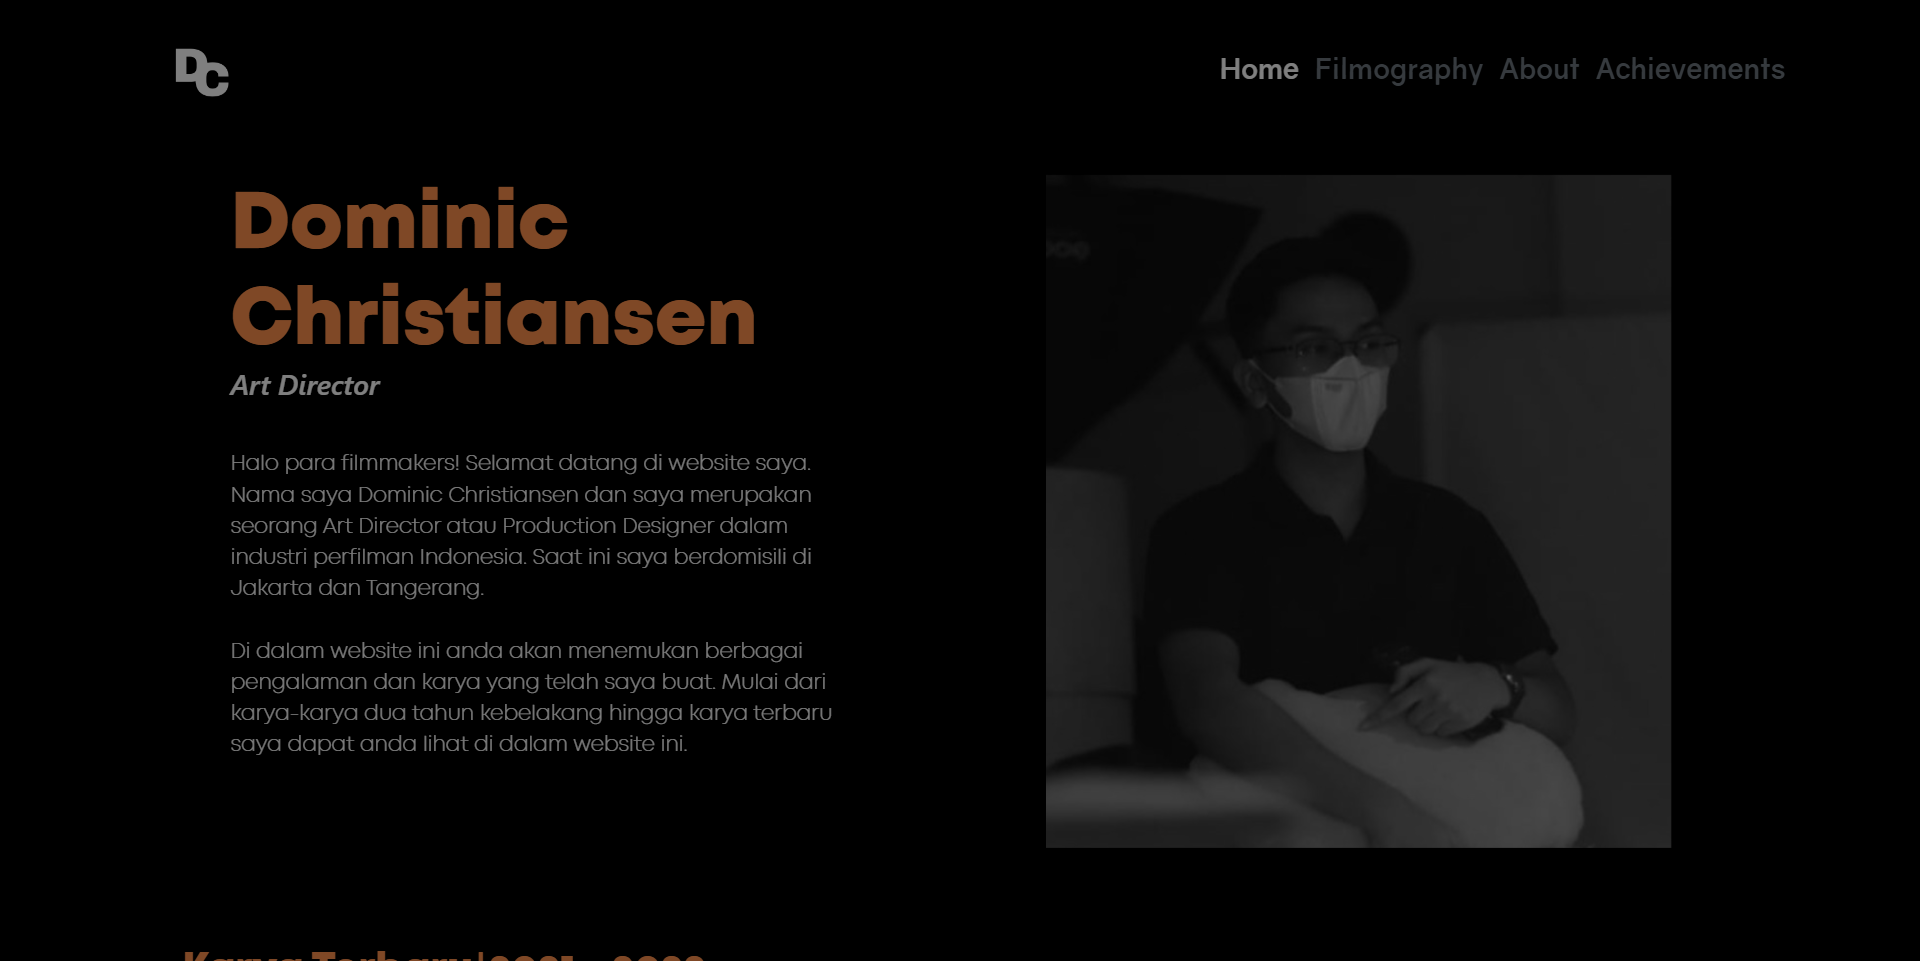 DC
Home Filmography About Achievements
Dominic
Christiansen
Art Director
Halo para filmmakers! Selamat datang di website saya.
Nama saya Dominic Christiansen dan saya merupakan
seorang Art Director atau Production Designer dalam
industri perfilman Indonesia. Saat ini saya berdomisili di
Jakarta dan Tangerang.
Di dalam website ini anda akan menemukan berbagai
pengalaman dan karya yang telah saya buat. Mulai dari
karya-karya dua tahun kebelakang hingga karya terbaru
saya dapat anda lihat di dalam website ini.
Karya Terbaru